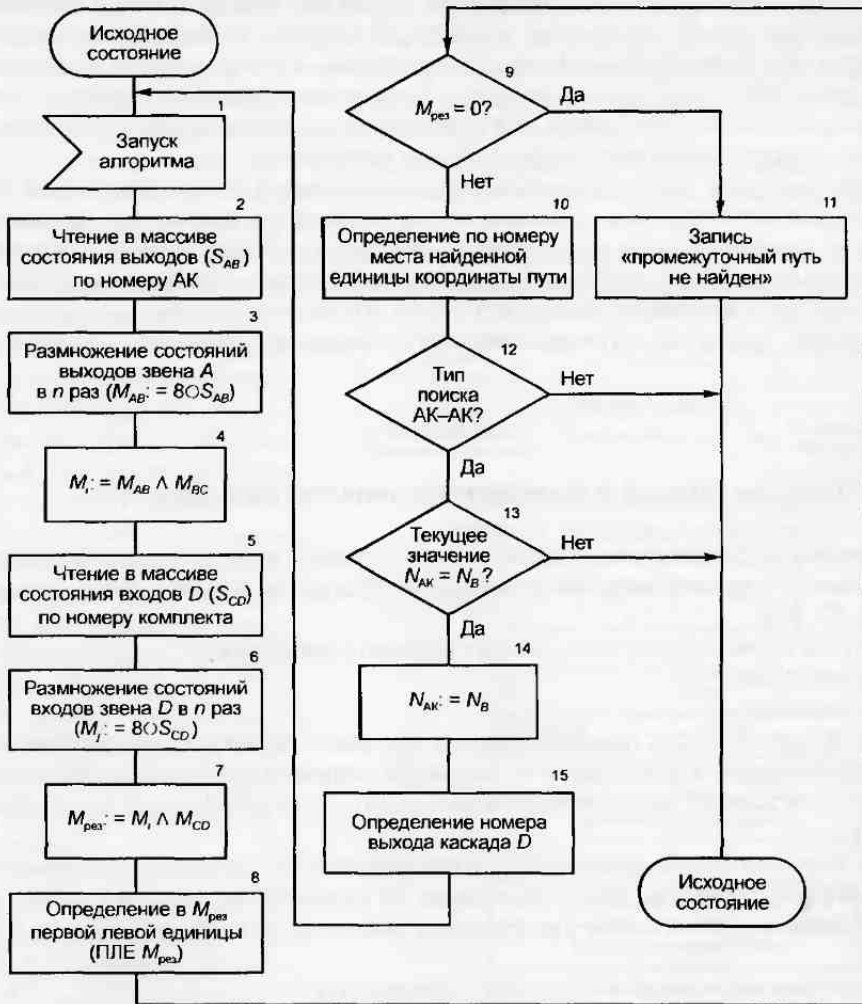 Исходное
состояние
1
Запуск
алгоритма
2
Чтение в массиве
состояния выходов (S_AB)
по номеру АК
3
Размножение состояний
выходов звена A
в n раз (M_AB: = 8○S_AB)
4
M_i: = M_AB ∧ M_BC
5
Чтение в массиве
состояния входов D (S_CD)
по номеру комплекта
6
Размножение состояний
входов звена D в n раз
(M_j: = 8○S_CD)
7
M_рез: = M_i ∧ M_CD
8
Определение в M_рез
первой левой единицы
(ПЛЕ M_рез)
9
M_рез = 0?
Да
Нет
10
Определение по номеру
места найденной
единицы координаты пути
11
Запись
«промежуточный путь
не найден»
12
Тип
поиска
АК–АК?
Нет
Да
13
Текущее
значение
N_АК = N_B?
Нет
Да
14
N_АК: = N_B
15
Определение номера
выхода каскада D
Исходное
состояние